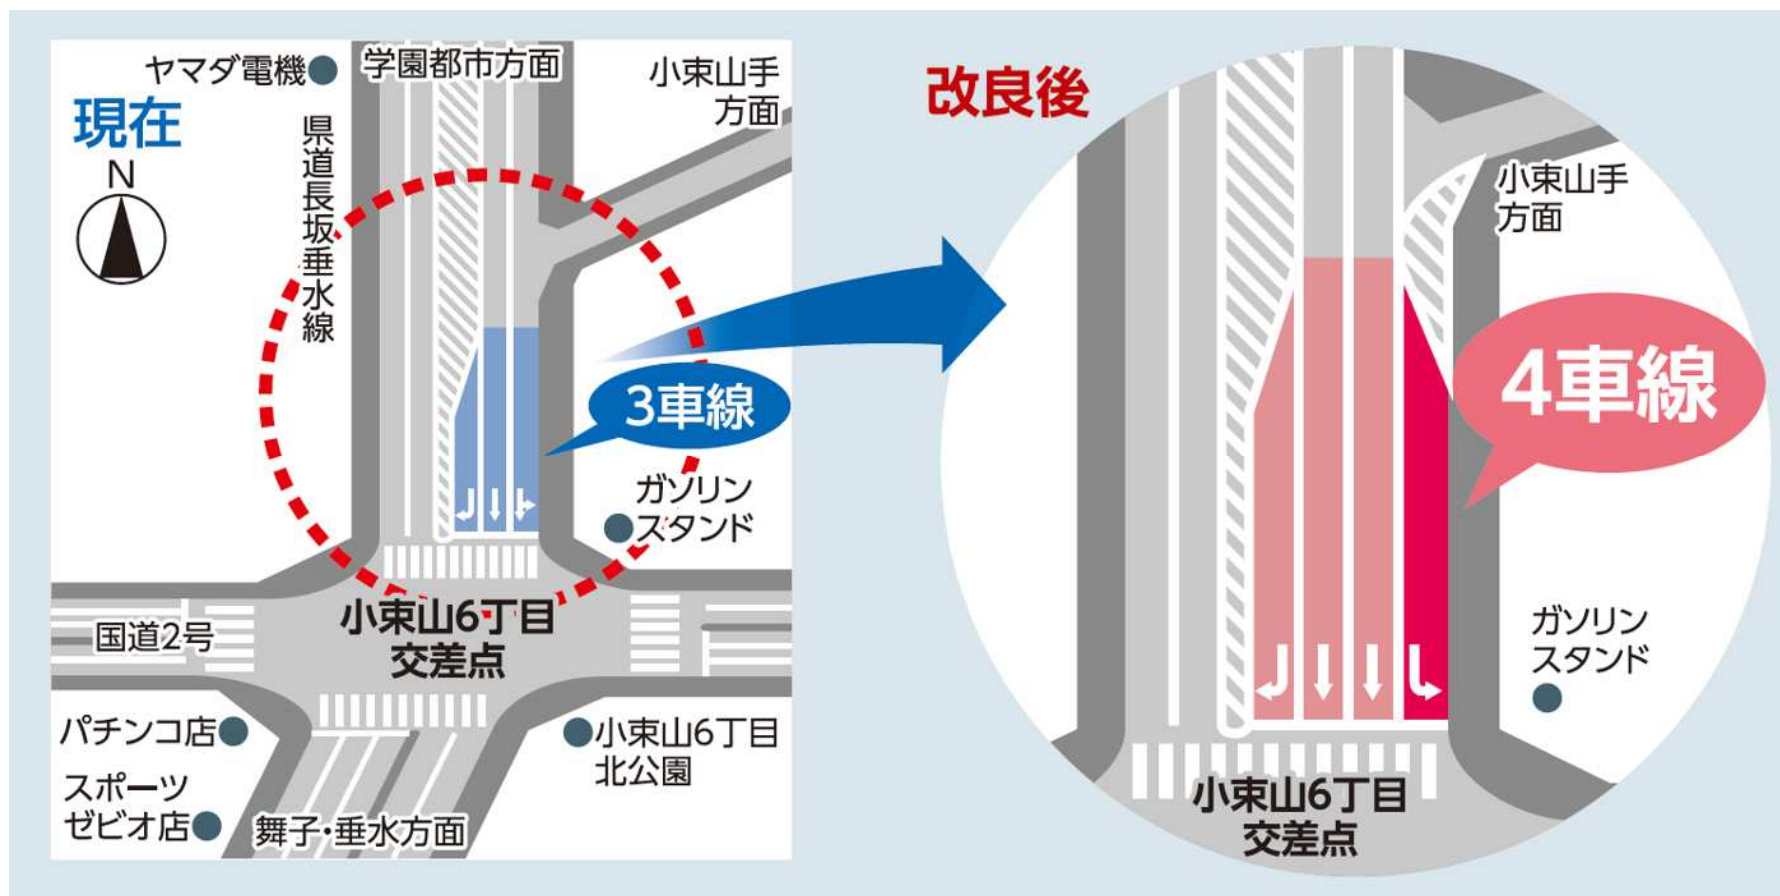 ヤマダ電機
学園都市方面
小束山手
方面
現在
N
県道長坂垂水線
3車線
ガソリン
スタンド
国道2号
小束山6丁目
交差点
パチンコ店
スポーツ
ゼビオ店
舞子・垂水方面
小束山6丁目
北公園
改良後
小束山手
方面
4車線
ガソリン
スタンド
小束山6丁目
交差点